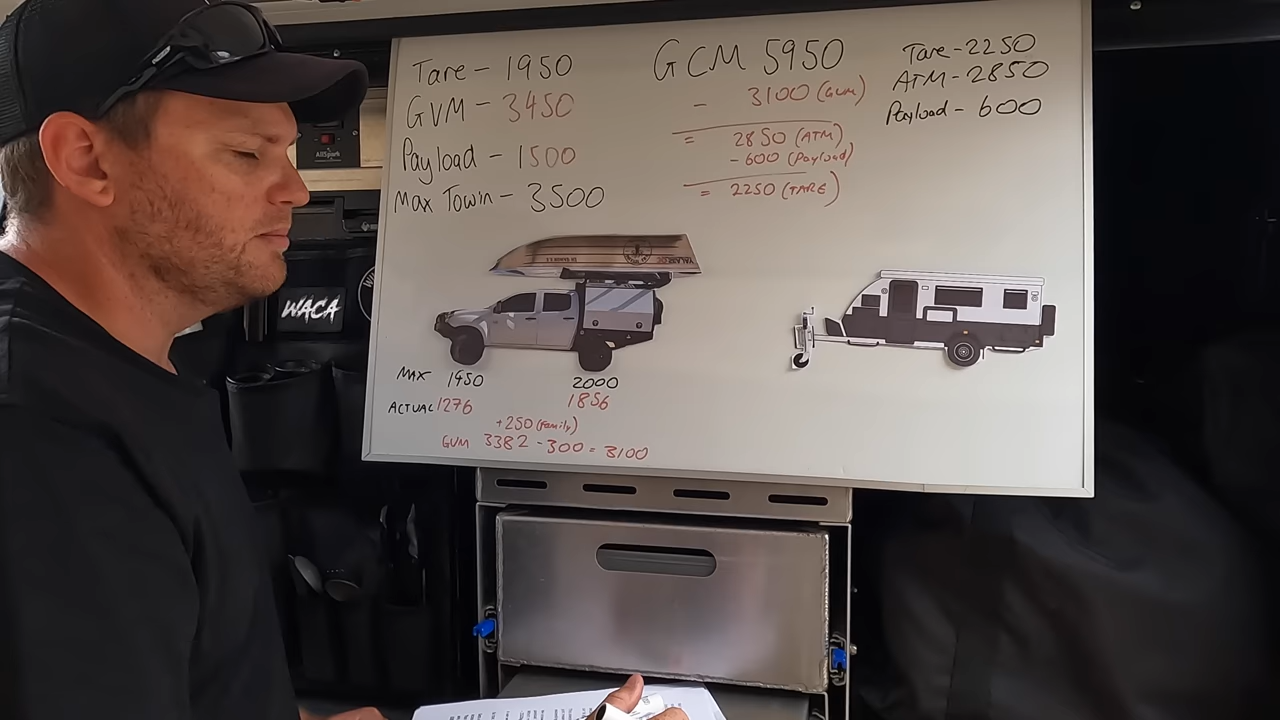 Tare - 1950
GVM - 3450
Payload - 1500
Max Towin - 3500
GCM 5950
- 3100 (GVM)
= 2850 (ATM)
- 600 (Payload)
= 2250 (TARE)
Tare - 2250
ATM - 2850
Payload - 600
MAX 1450 2000
ACTUAL 1276 1856
+250 (family)
GVM 3382 - 300 = 3100
AllSpark
WACA